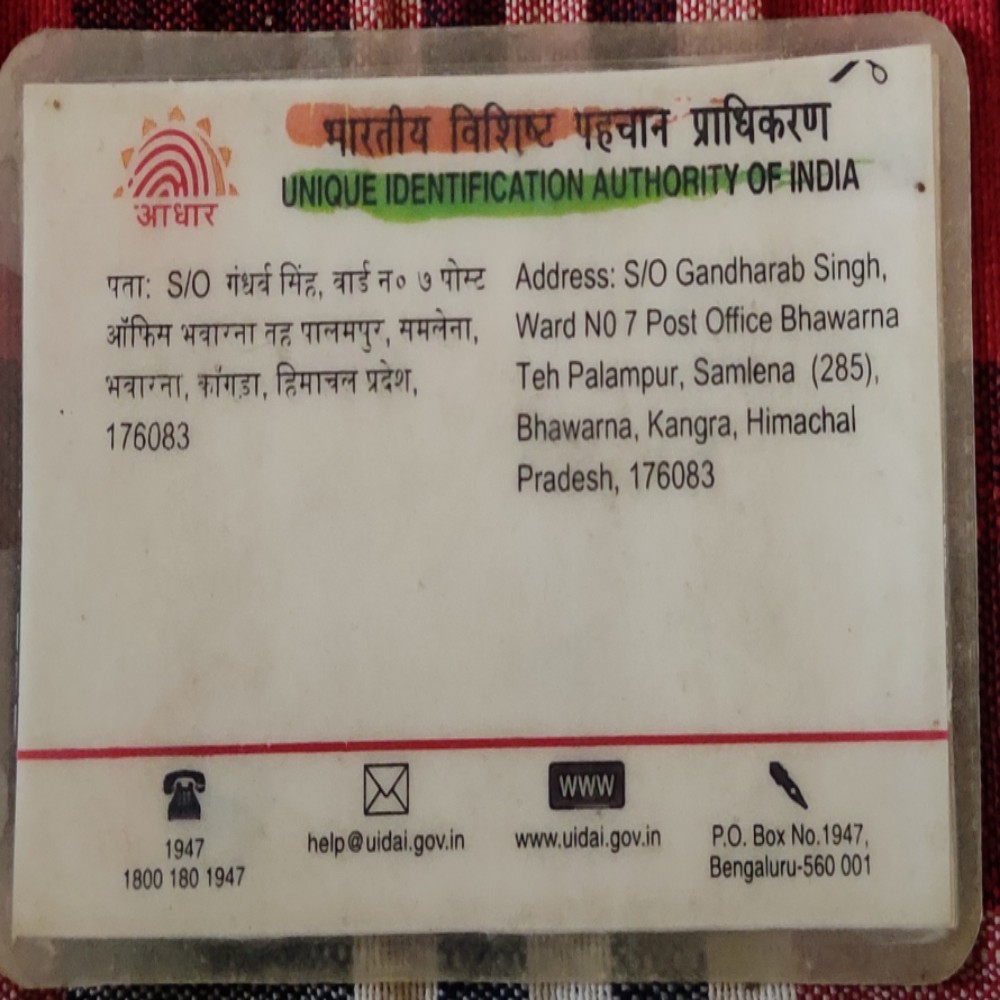 भारतीय विशिष्ट पहचान प्राधिकरण
UNIQUE IDENTIFICATION AUTHORITY OF INDIA
आधार
पता: S/O गंधर्व सिंह, वार्ड न० ७ पोस्ट
ऑफिस भवारना तह पालमपुर, समलेना,
भवारना, काँगड़ा, हिमाचल प्रदेश,
176083
Address: S/O Gandharab Singh,
Ward N0 7 Post Office Bhawarna
Teh Palampur, Samlena (285),
Bhawarna, Kangra, Himachal
Pradesh, 176083
1947
1800 180 1947
help@uidai.gov.in
WWW
www.uidai.gov.in
P.O. Box No.1947,
Bengaluru-560 001